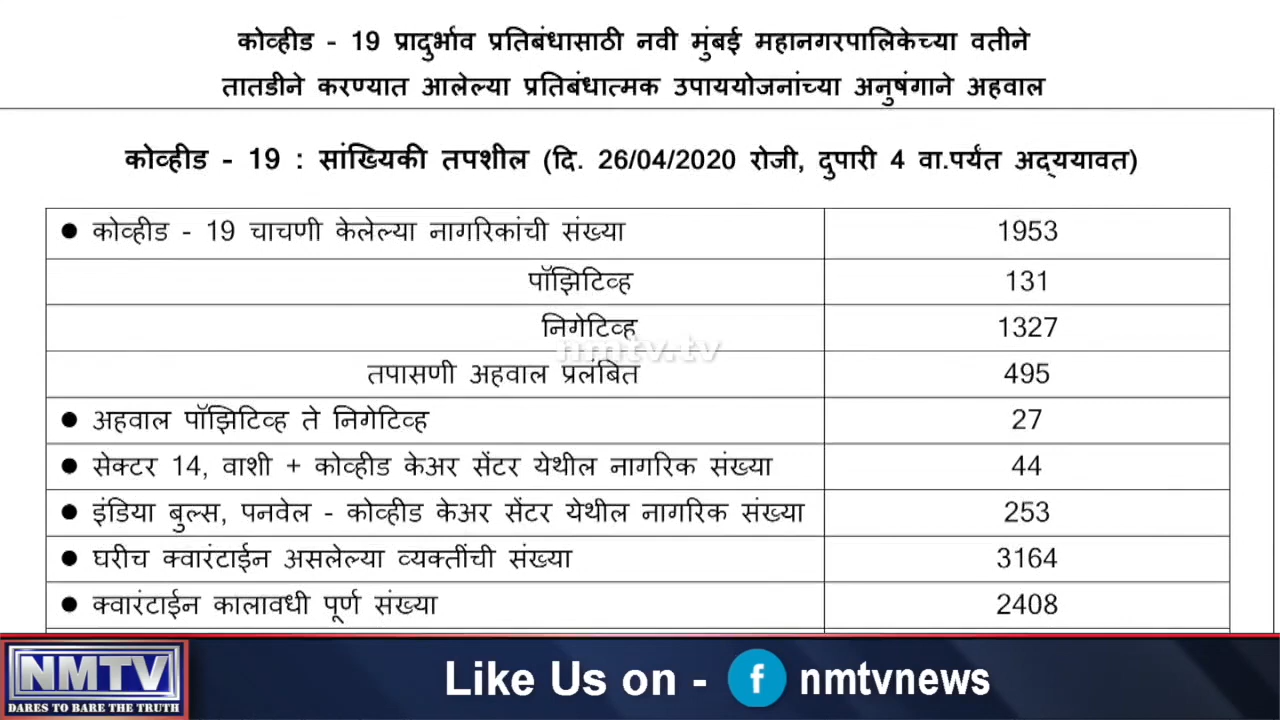 कोव्हीड - 19 प्रादुर्भाव प्रतिबंधासाठी नवी मुंबई महानगरपालिकेच्या वतीने
तातडीने करण्यात आलेल्या प्रतिबंधात्मक उपाययोजनांच्या अनुषंगाने अहवाल
कोव्हीड - 19 : सांख्यिकी तपशील (दि. 26/04/2020 रोजी, दुपारी 4 वा.पर्यंत अद्ययावत)
● कोव्हीड - 19 चाचणी केलेल्या नागरिकांची संख्या 1953
पॉझिटिव्ह 131
निगेटिव्ह 1327
nmtv.tv
तपासणी अहवाल प्रलंबित 495
● अहवाल पॉझिटिव्ह ते निगेटिव्ह 27
● सेक्टर 14, वाशी + कोव्हीड केअर सेंटर येथील नागरिक संख्या 44
● इंडिया बुल्स, पनवेल - कोव्हीड केअर सेंटर येथील नागरिक संख्या 253
● घरीच क्वारंटाईन असलेल्या व्यक्तींची संख्या 3164
● क्वारंटाईन कालावधी पूर्ण संख्या 2408
NMTV
DARES TO BARE THE TRUTH
Like Us on - f nmtvnews